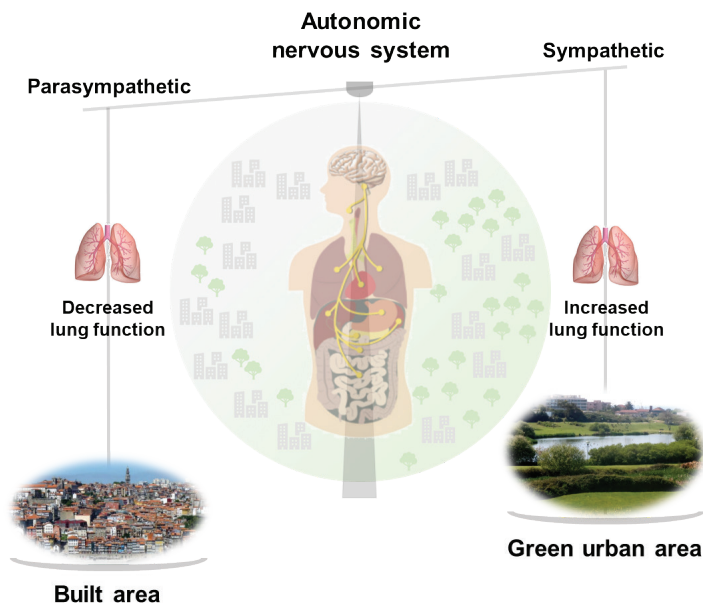 Autonomic
nervous system
Sympathetic
Parasympathetic
Decreased
lung function
Increased
lung function
Green urban area
Built area